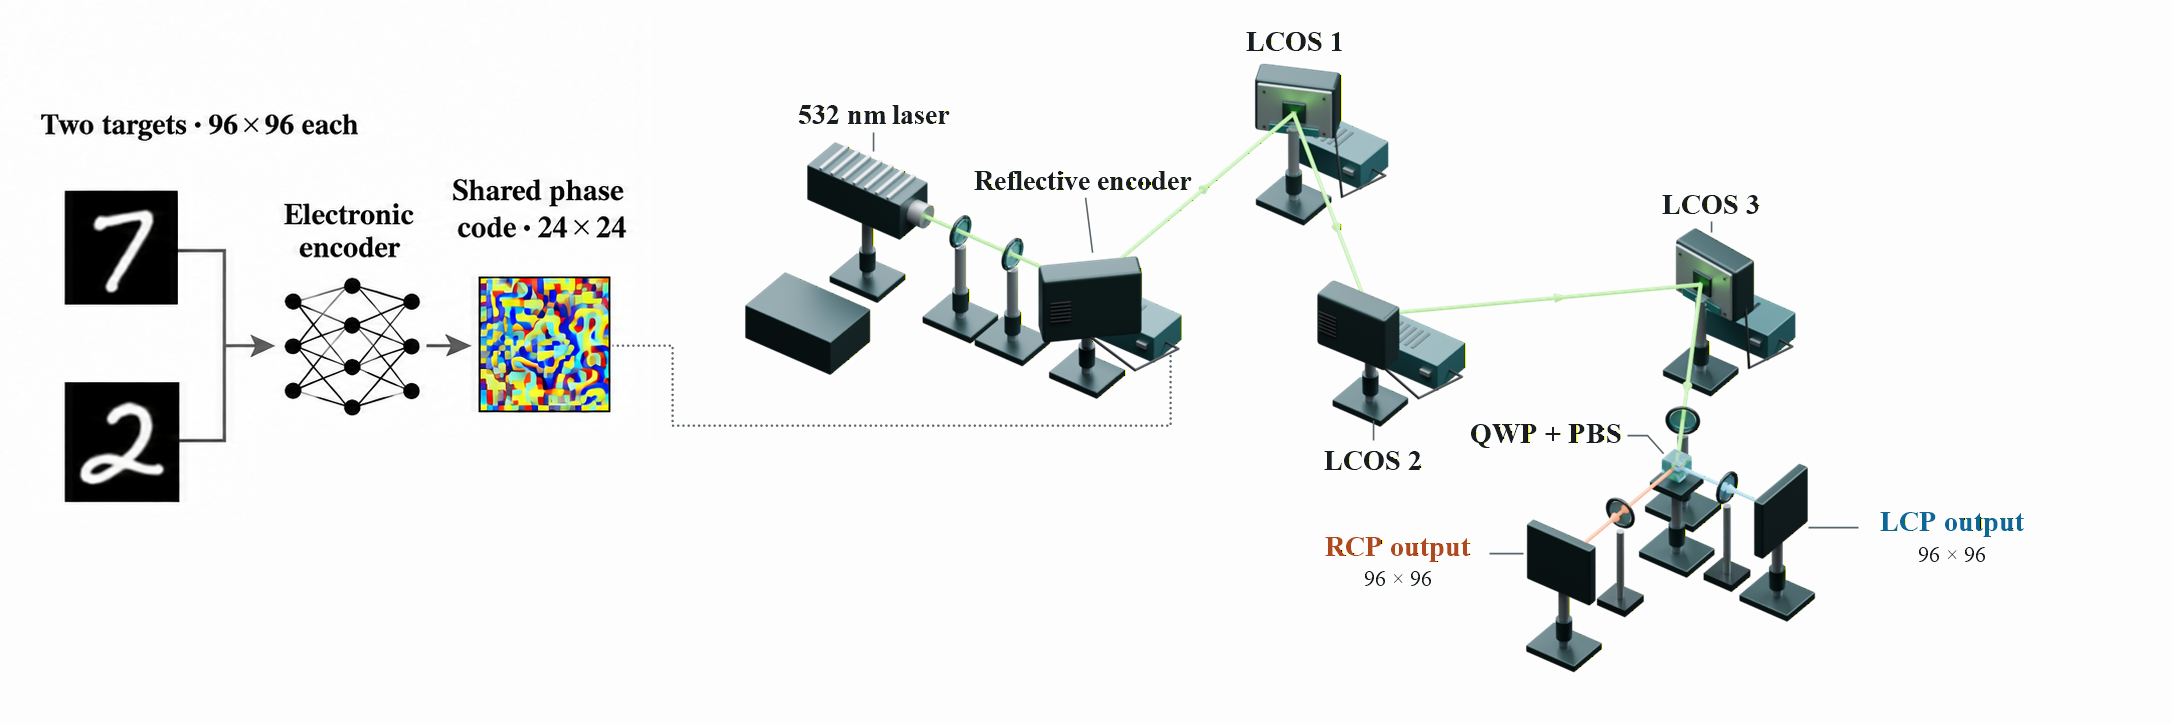 Two targets · 96 × 96 each
Electronic
encoder
Shared phase
code · 24 × 24
532 nm laser
Reflective encoder
LCOS 1
LCOS 2
LCOS 3
QWP + PBS
RCP output
96 × 96
LCP output
96 × 96